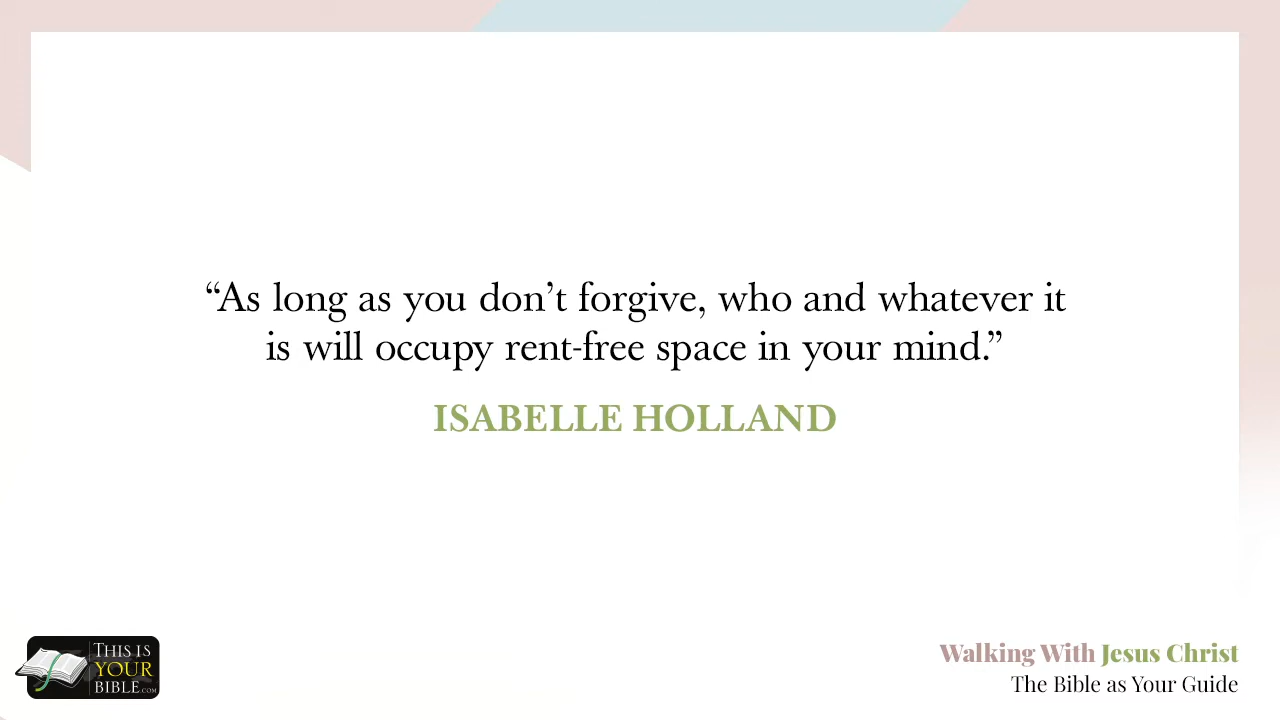 “As long as you don’t forgive, who and whatever it
is will occupy rent-free space in your mind.”
ISABELLE HOLLAND
THIS IS
YOUR
BIBLE.COM
Walking With Jesus Christ
The Bible as Your Guide